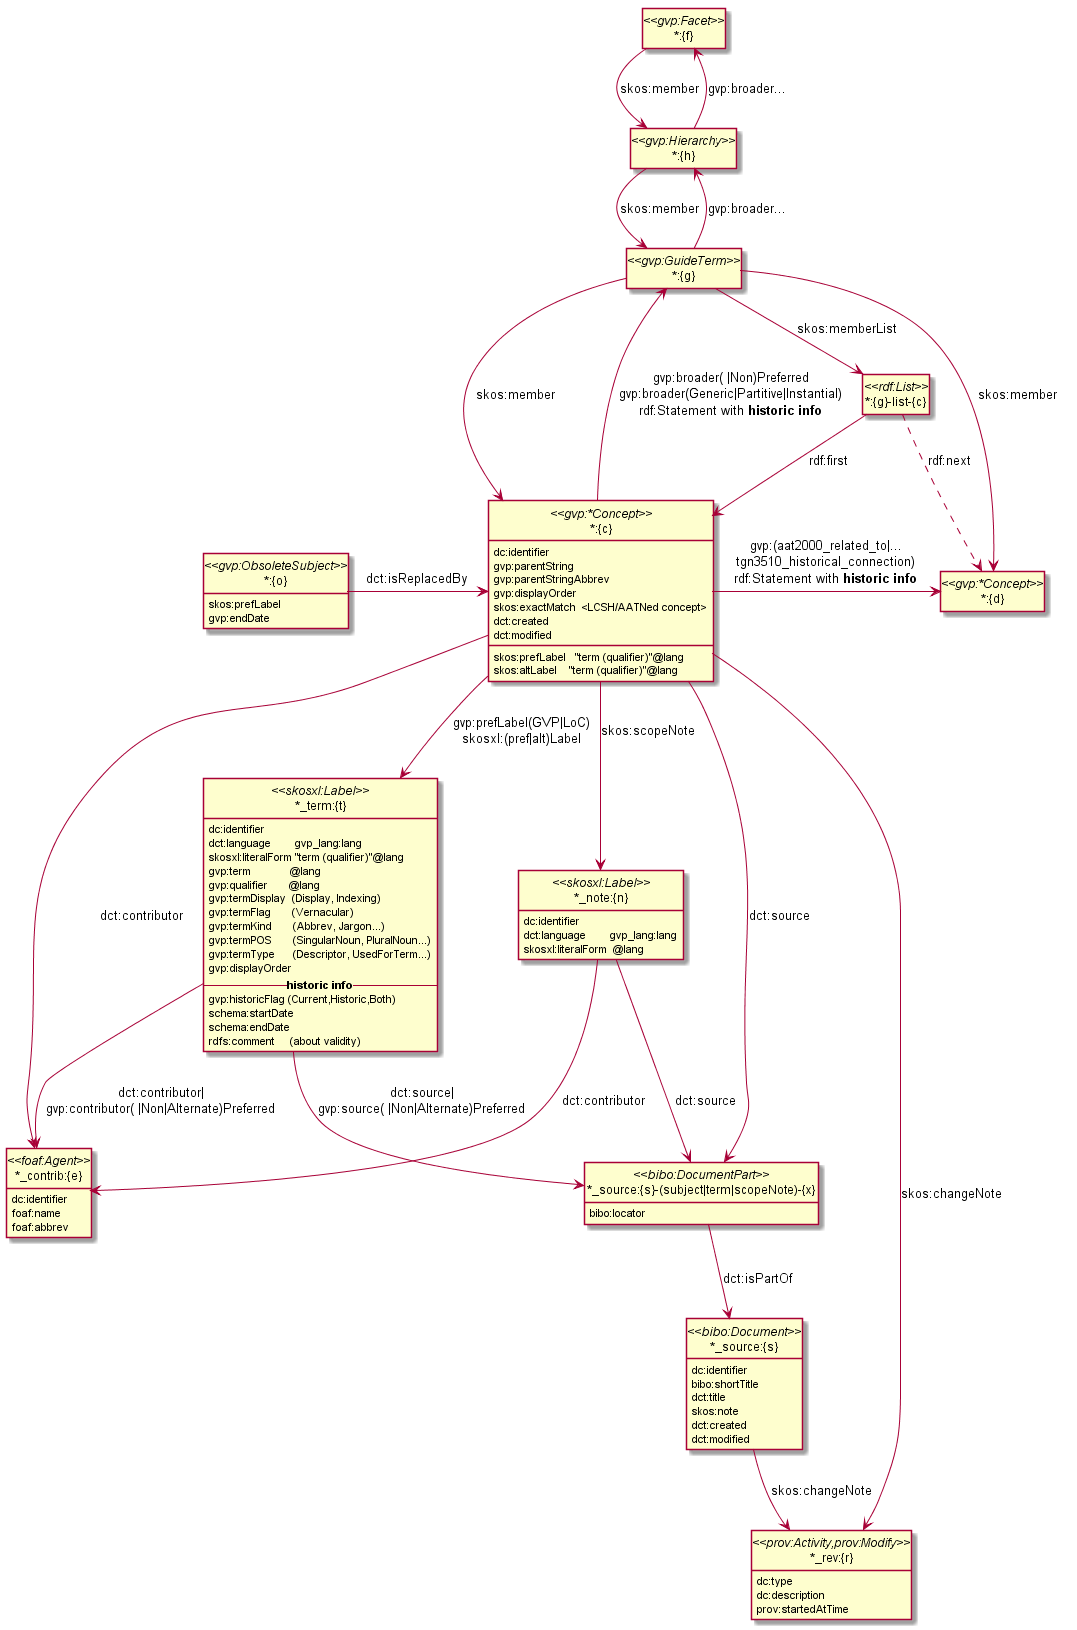 <<gvp:Facet>>
*:{f}
skos:member
gvp:broader...
<<gvp:Hierarchy>>
*:{h}
skos:member
gvp:broader...
<<gvp:GuideTerm>>
*:{g}
skos:memberList
skos:member
gvp:broader( |Non)Preferred
gvp:broader(Generic|Partitive|Instantial)
rdf:Statement with historic info
<<rdf:List>>
*:{g}-list-{c}
skos:member
rdf:first
rdf:next
<<gvp:*Concept>>
*:{c}
dc:identifier
gvp:parentString
gvp:parentStringAbbrev
gvp:displayOrder
skos:exactMatch <LCSH/AATNed concept>
dct:created
dct:modified
skos:prefLabel "term (qualifier)"@lang
skos:altLabel "term (qualifier)"@lang
<<gvp:ObsoleteSubject>>
*:{o}
skos:prefLabel
gvp:endDate
dct:isReplacedBy
gvp:(aat2000_related_to|...
tgn3510_historical_connection)
rdf:Statement with historic info
<<gvp:*Concept>>
*:{d}
gvp:prefLabel(GVP|LoC)
skosxl:(pref|alt)Label
skos:scopeNote
<<skosxl:Label>>
*_term:{t}
dc:identifier
dct:language gvp_lang:lang
skosxl:literalForm "term (qualifier)"@lang
gvp:term @lang
gvp:qualifier @lang
gvp:termDisplay (Display, Indexing)
gvp:termFlag (Vernacular)
gvp:termKind (Abbrev, Jargon...)
gvp:termPOS (SingularNoun, PluralNoun...)
gvp:termType (Descriptor, UsedForTerm...)
gvp:displayOrder
historic info
gvp:historicFlag (Current,Historic,Both)
schema:startDate
schema:endDate
rdfs:comment (about validity)
<<skosxl:Label>>
*_note:{n}
dc:identifier
dct:language gvp_lang:lang
skosxl:literalForm @lang
dct:contributor
dct:source
dct:contributor|
gvp:contributor( |Non|Alternate)Preferred
dct:source|
gvp:source( |Non|Alternate)Preferred
dct:contributor
dct:source
<<foaf:Agent>>
*_contrib:{e}
dc:identifier
foaf:name
foaf:abbrev
<<bibo:DocumentPart>>
*_source:{s}-(subject|term|scopeNote)-{x}
bibo:locator
skos:changeNote
dct:isPartOf
<<bibo:Document>>
*_source:{s}
dc:identifier
bibo:shortTitle
dct:title
skos:note
dct:created
dct:modified
skos:changeNote
<<prov:Activity,prov:Modify>>
*_rev:{r}
dc:type
dc:description
prov:startedAtTime